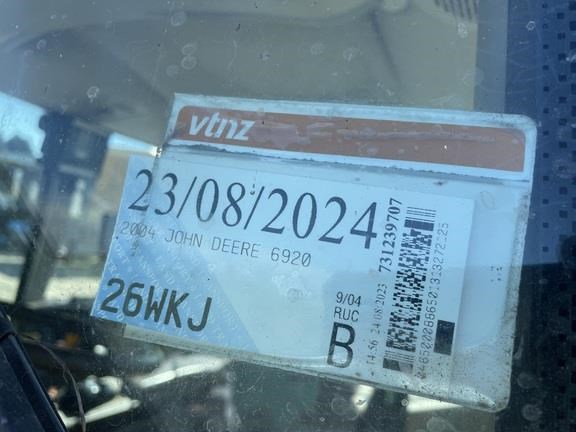 vtnz
23/08/2024
2004 JOHN DEERE 6920
26WKJ
9/04
RUC
B
14:56 24/08/2023
731239707